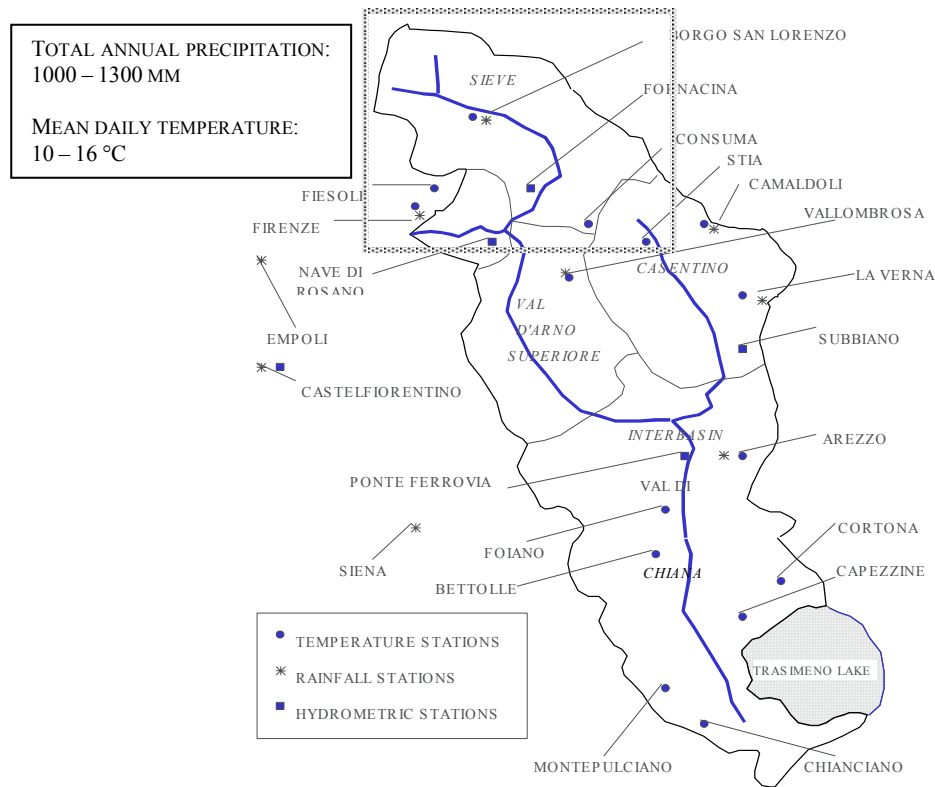 TOTAL ANNUAL PRECIPITATION:
1000 – 1300 MM
MEAN DAILY TEMPERATURE:
10 – 16 °C
BORGO SAN LORENZO
SIEVE
FORNACINA
CONSUMA
STIA
CAMALDOLI
FIESOLI
VALLOMBROSA
FIRENZE
CASENTINO
LA VERNA
NAVE DI
ROSANO
VAL
D'ARNO
SUPERIORE
EMPOLI
SUBBIANO
CASTELFIORENTINO
INTERBASIN
AREZZO
PONTE FERROVIA
VAL DI
CORTONA
FOIANO
SIENA
CHIANA
CAPEZZINE
BETTOLLE
TEMPERATURE STATIONS
RAINFALL STATIONS
HYDROMETRIC STATIONS
TRASIMENO LAKE
MONTEPULCIANO
CHIANCIANO